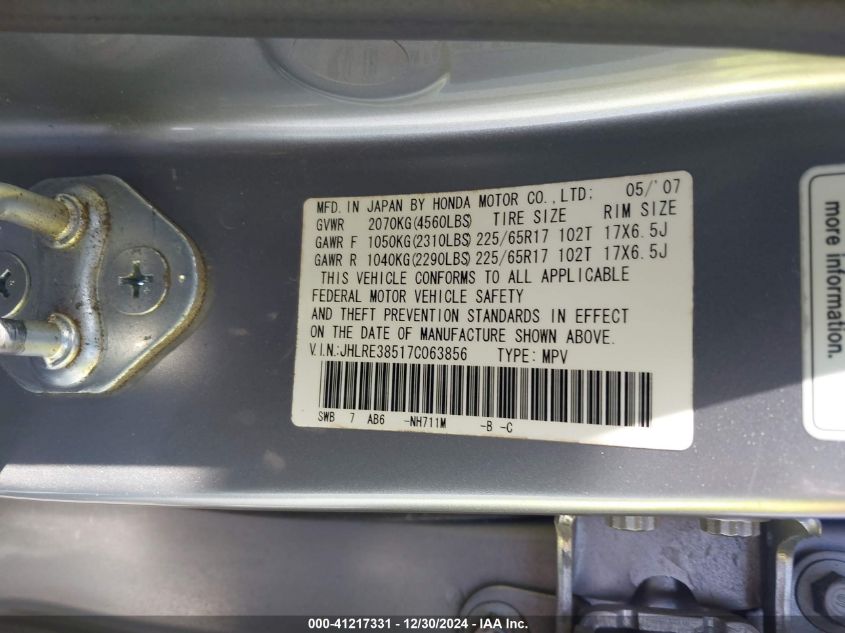 MFD. IN JAPAN BY HONDA MOTOR CO.,LTD: 05/'07
GVWR 2070KG(4560LBS) TIRE SIZE RIM SIZE
GAWR F 1050KG(2310LBS) 225/65R17 102T 17X6.5J
GAWR R 1040KG(2290LBS) 225/65R17 102T 17X6.5J
THIS VEHICLE CONFORMS TO ALL APPLICABLE
FEDERAL MOTOR VEHICLE SAFETY
AND THEFT PREVENTION STANDARDS IN EFFECT
ON THE DATE OF MANUFACTURE SHOWN ABOVE.
V.I.N.:JHLRE38517C063856 TYPE: MPV
SWB 7 AB6 -NH711M -B -C
more information.
000-41217331 - 12/30/2024 - IAA, Inc.